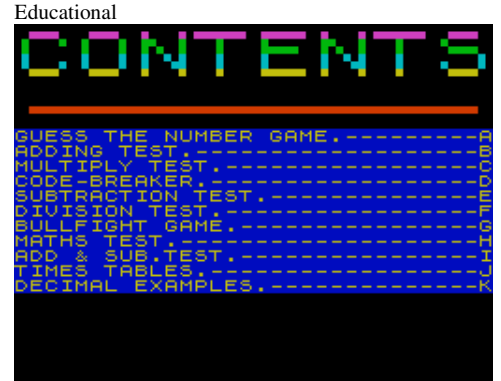 Educational
CONTENTS
GUESS THE NUMBER GAME.----------A
ADDING TEST.--------------------B
MULTIPLY TEST.------------------C
CODE-BREAKER.-------------------D
SUBTRACTION TEST.---------------E
DIVISION TEST.------------------F
BULLFIGHT GAME.-----------------G
MATHS TEST.---------------------H
ADD & SUB.TEST.-----------------I
TIMES TABLES.-------------------J
DECIMAL EXAMPLES.---------------K